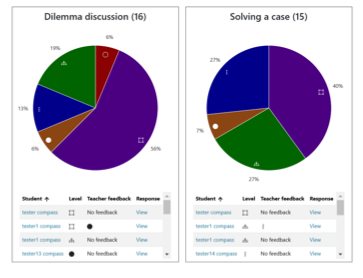 Dilemma discussion (16)
6%
19%
13%
6%
56%
Student ↑ Level Teacher feedback Response
tester compass No feedback View
tester1 compass View
tester1 compass No feedback View
tester13 compass No feedback View
Solving a case (15)
27%
40%
7%
27%
Student ↑ Level Teacher feedback Response
tester compass No feedback View
tester1 compass View
tester1 compass No feedback View
tester14 compass No feedback View